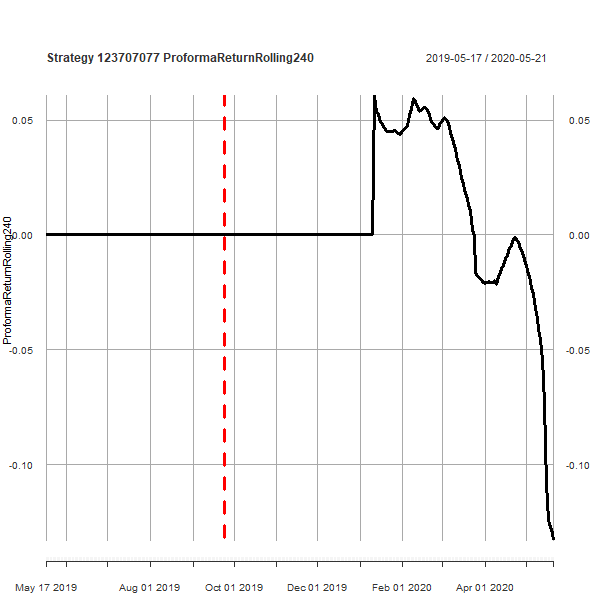 Strategy 123707077 ProformaReturnRolling240
2019-05-17 / 2020-05-21
0.05 0.05
0.00 0.00
-0.05 -0.05
-0.10 -0.10
ProformaReturnRolling240
May 17 2019 Aug 01 2019 Oct 01 2019 Dec 01 2019 Feb 01 2020 Apr 01 2020